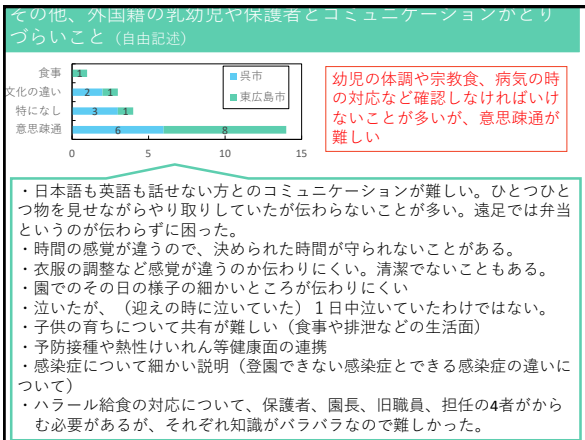 その他、外国籍の乳幼児や保護者とコミュニケーションがとり
づらいこと（自由記述）
食事
文化の違い
特になし
意思疎通
1
2
1
3
1
6
8
呉市
東広島市
0
5
10
15
幼児の体調や宗教食、病気の時
の対応など確認しなければいけ
ないことが多いが、意思疎通が
難しい
・日本語も英語も話せない方とのコミュニケーションが難しい。ひとつひと
つ物を見せながらやり取りしていたが伝わらないことが多い。遠足では弁当
というのが伝わらずに困った。
・時間の感覚が違うので、決められた時間が守られないことがある。
・衣服の調整など感覚が違うのか伝わりにくい。清潔でないこともある。
・園でのその日の様子の細かいところが伝わりにくい
・泣いたが、（迎えの時に泣いていた）１日中泣いていたわけではない。
・子供の育ちについて共有が難しい（食事や排泄などの生活面）
・予防接種や熱性けいれん等健康面の連携
・感染症について細かい説明（登園できない感染症とできる感染症の違いに
ついて）
・ハラール給食の対応について、保護者、園長、旧職員、担任の4者がから
む必要があるが、それぞれ知識がバラバラなので難しかった。